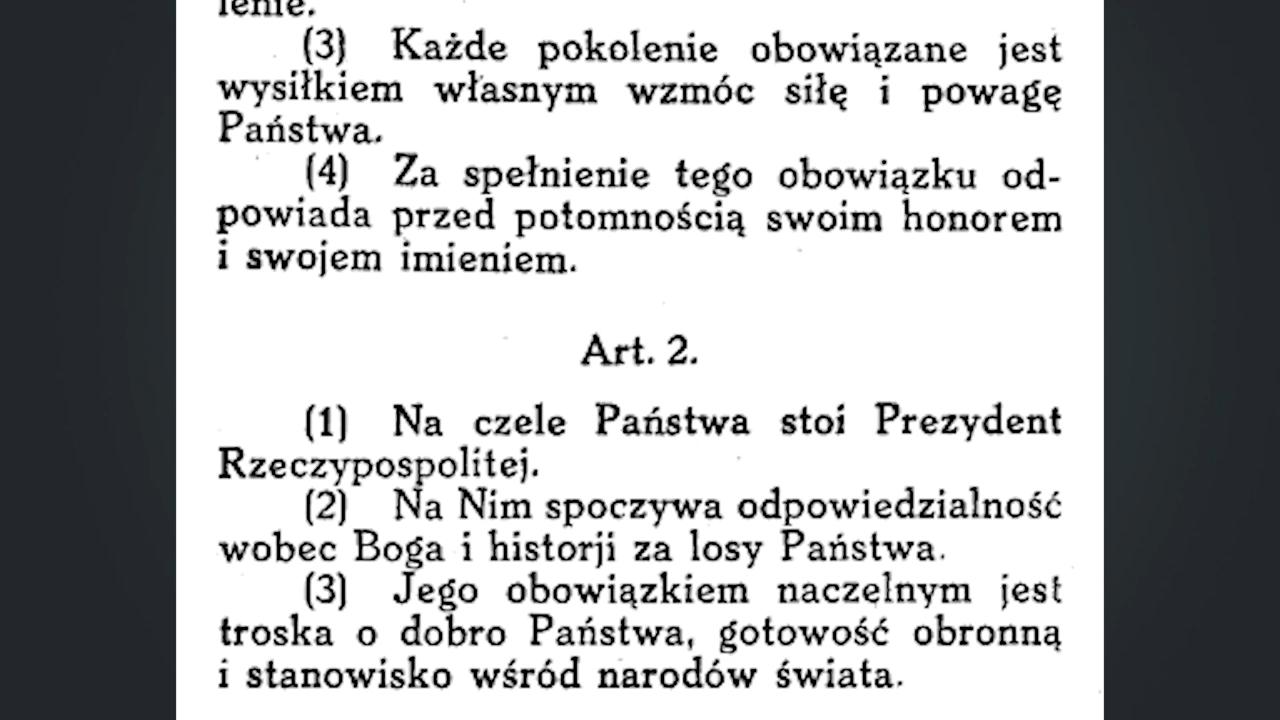 lenie.
(3) Każde pokolenie obowiązane jest
wysiłkiem własnym wzmóc siłę i powagę
Państwa.
(4) Za spełnienie tego obowiązku od-
powiada przed potomnością swoim honorem
i swojem imieniem.
Art. 2.
(1) Na czele Państwa stoi Prezydent
Rzeczypospolitej.
(2) Na Nim spoczywa odpowiedzialność
wobec Boga i historji za losy Państwa.
(3) Jego obowiązkiem naczelnym jest
troska o dobro Państwa, gotowość obronną
i stanowisko wśród narodów świata.